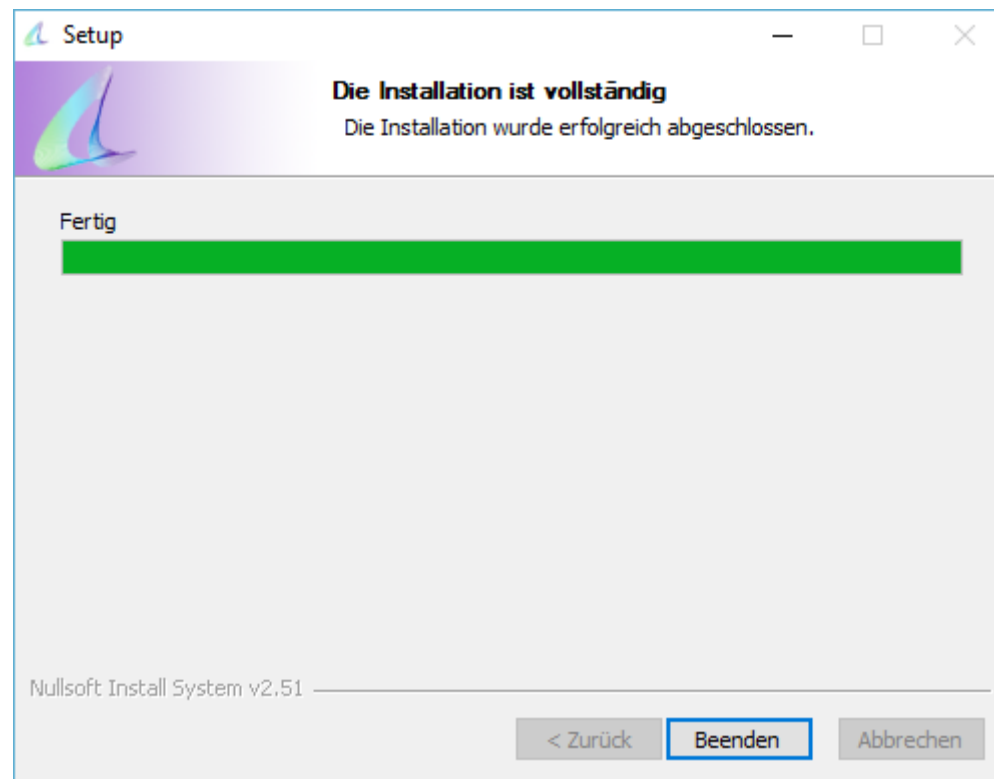 Setup
Die Installation ist vollständig
Die Installation wurde erfolgreich abgeschlossen.
Fertig
Nullsoft Install System v2.51
< Zurück
Beenden
Abbrechen